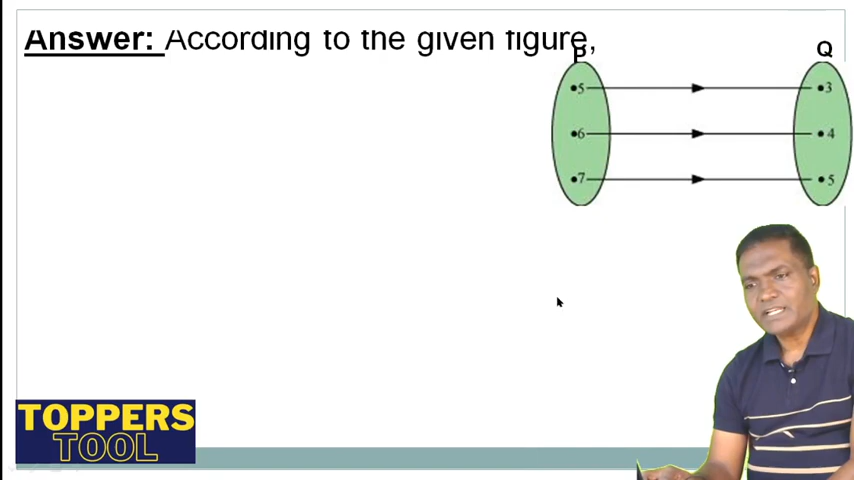 Answer: According to the given figure,
P
Q
5
3
6
4
7
5
TOPPERS
TOOL